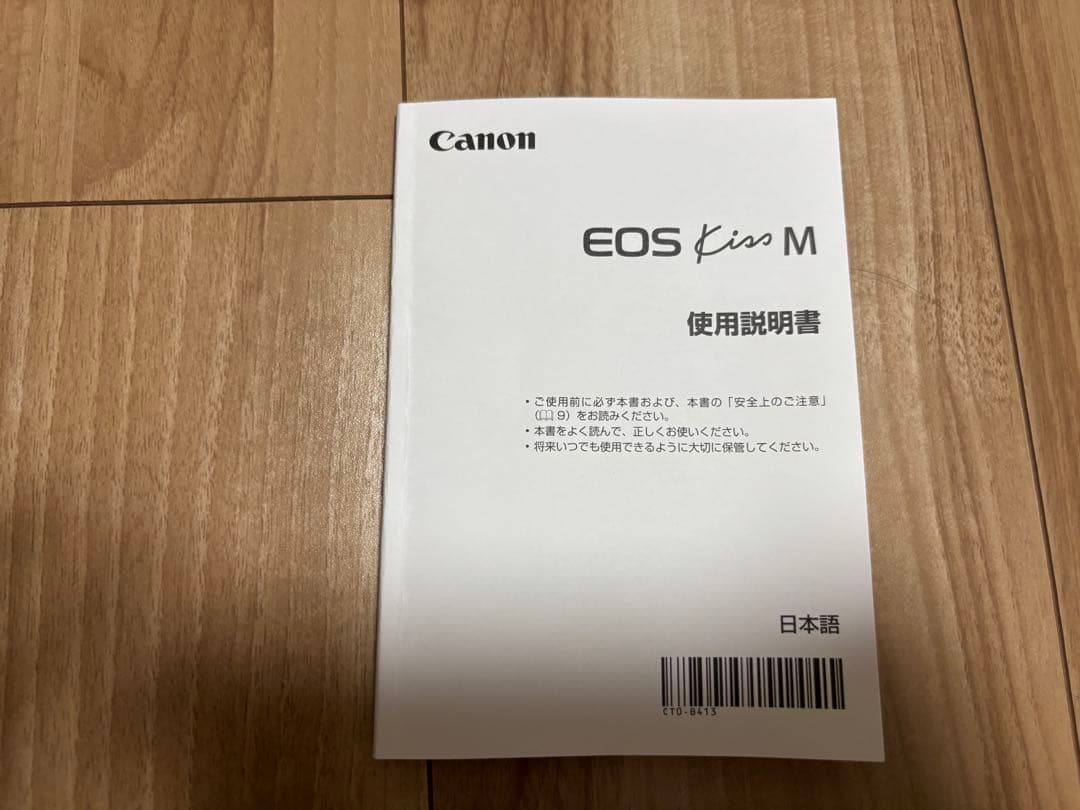 Canon
EOS Kiss M
使用説明書
・ご使用前に必ず本書および、本書の「安全上のご注意」
（📖9）をお読みください。
・本書をよく読んで、正しくお使いください。
・将来いつでも使用できるように大切に保管してください。
日本語
CT0-B413